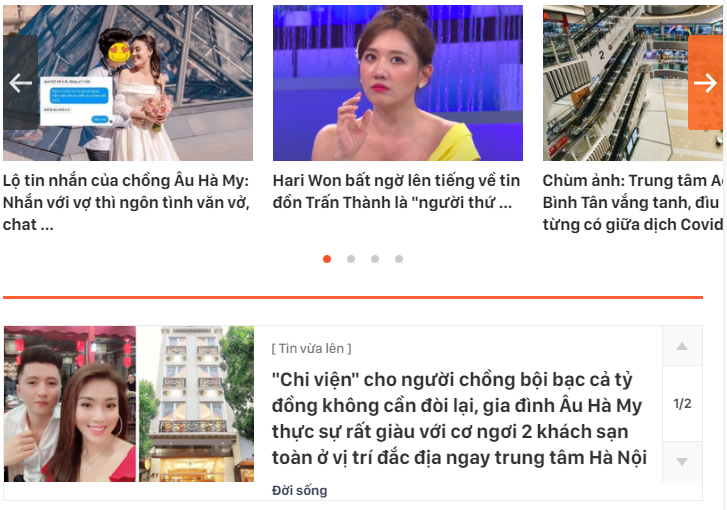 Lộ tin nhắn của chồng Âu Hà My:
Nhắn với vợ thì ngôn tình văn vở,
chat ...
Hari Won bất ngờ lên tiếng về tin
đồn Trấn Thành là "người thứ ...
Chùm ảnh: Trung tâm
Bình Tân vắng tanh, đìu
từng có giữa dịch Covid
[ Tin vừa lên ]
"Chi viện" cho người chồng bội bạc cả tỷ
đồng không cần đòi lại, gia đình Âu Hà My
thực sự rất giàu với cơ ngơi 2 khách sạn
toàn ở vị trí đắc địa ngay trung tâm Hà Nội
Đời sống
1/2